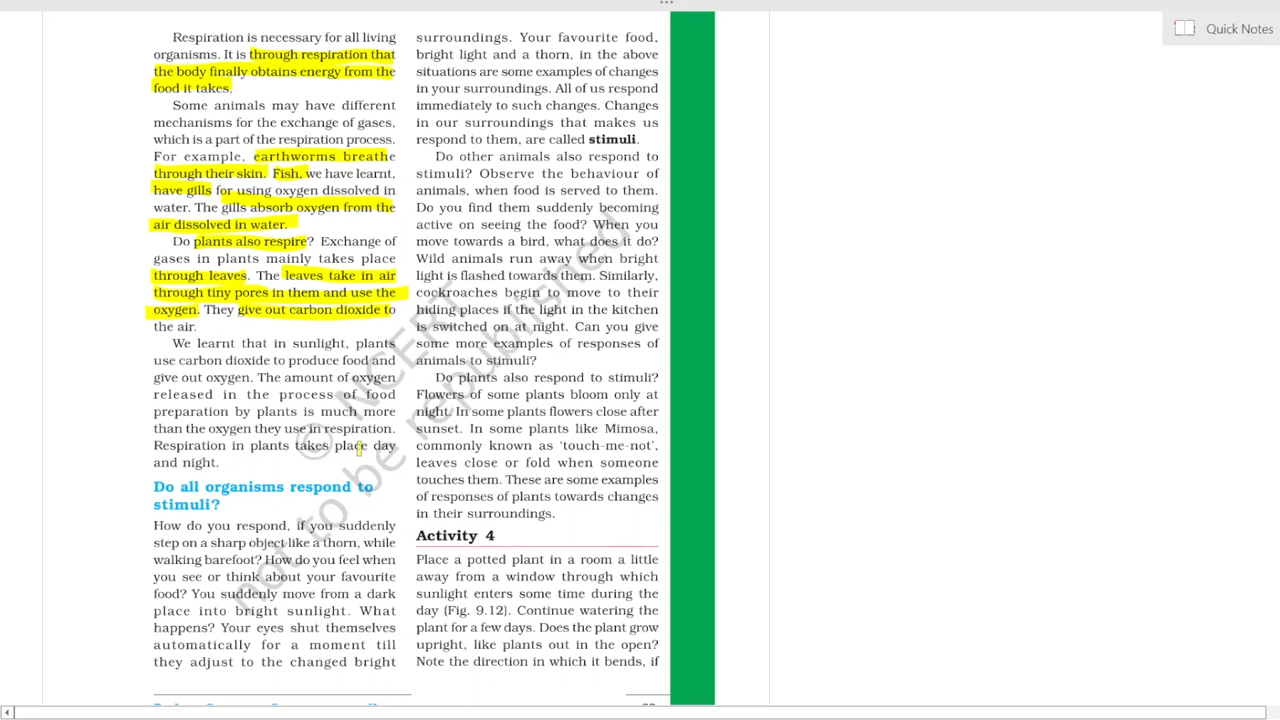 Quick Notes
Respiration is necessary for all living
organisms. It is through respiration that
the body finally obtains energy from the
food it takes.
Some animals may have different
mechanisms for the exchange of gases,
which is a part of the respiration process.
For example, earthworms breathe
through their skin. Fish, we have learnt,
have gills for using oxygen dissolved in
water. The gills absorb oxygen from the
air dissolved in water.
Do plants also respire? Exchange of
gases in plants mainly takes place
through leaves. The leaves take in air
through tiny pores in them and use the
oxygen. They give out carbon dioxide to
the air.
We learnt that in sunlight, plants
use carbon dioxide to produce food and
give out oxygen. The amount of oxygen
released in the process of food
preparation by plants is much more
than the oxygen they use in respiration.
Respiration in plants takes place day
and night.
Do all organisms respond to
stimuli?
How do you respond, if you suddenly
step on a sharp object like a thorn, while
walking barefoot? How do you feel when
you see or think about your favourite
food? You suddenly move from a dark
place into bright sunlight. What
happens? Your eyes shut themselves
automatically for a moment till
they adjust to the changed bright
surroundings. Your favourite food,
bright light and a thorn, in the above
situations are some examples of changes
in your surroundings. All of us respond
immediately to such changes. Changes
in our surroundings that makes us
respond to them, are called stimuli.
Do other animals also respond to
stimuli? Observe the behaviour of
animals, when food is served to them.
Do you find them suddenly becoming
active on seeing the food? When you
move towards a bird, what does it do?
Wild animals run away when bright
light is flashed towards them. Similarly,
cockroaches begin to move to their
hiding places if the light in the kitchen
is switched on at night. Can you give
some more examples of responses of
animals to stimuli?
Do plants also respond to stimuli?
Flowers of some plants bloom only at
night. In some plants flowers close after
sunset. In some plants like Mimosa,
commonly known as ‘touch-me-not’,
leaves close or fold when someone
touches them. These are some examples
of responses of plants towards changes
in their surroundings.
Activity 4
Place a potted plant in a room a little
away from a window through which
sunlight enters some time during the
day (Fig. 9.12). Continue watering the
plant for a few days. Does the plant grow
upright, like plants out in the open?
Note the direction in which it bends, if
© NCERT
not to be republished